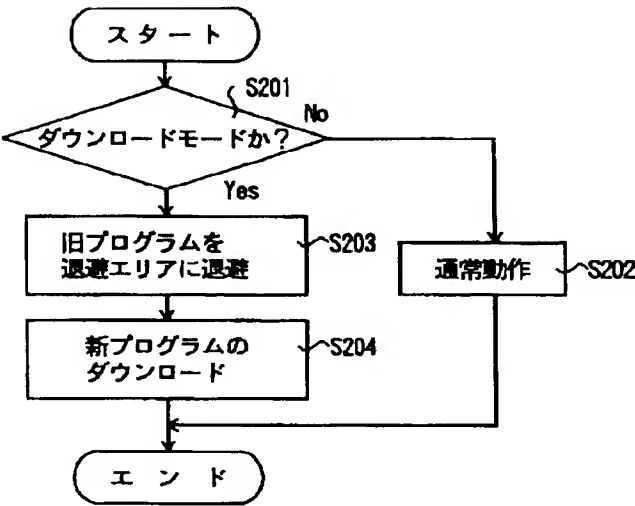 スタート
S201
No
ダウンロードモードか?
Yes
旧プログラムを
退避エリアに退避
S203
通常動作
S202
新プログラムの
ダウンロード
S204
エンド